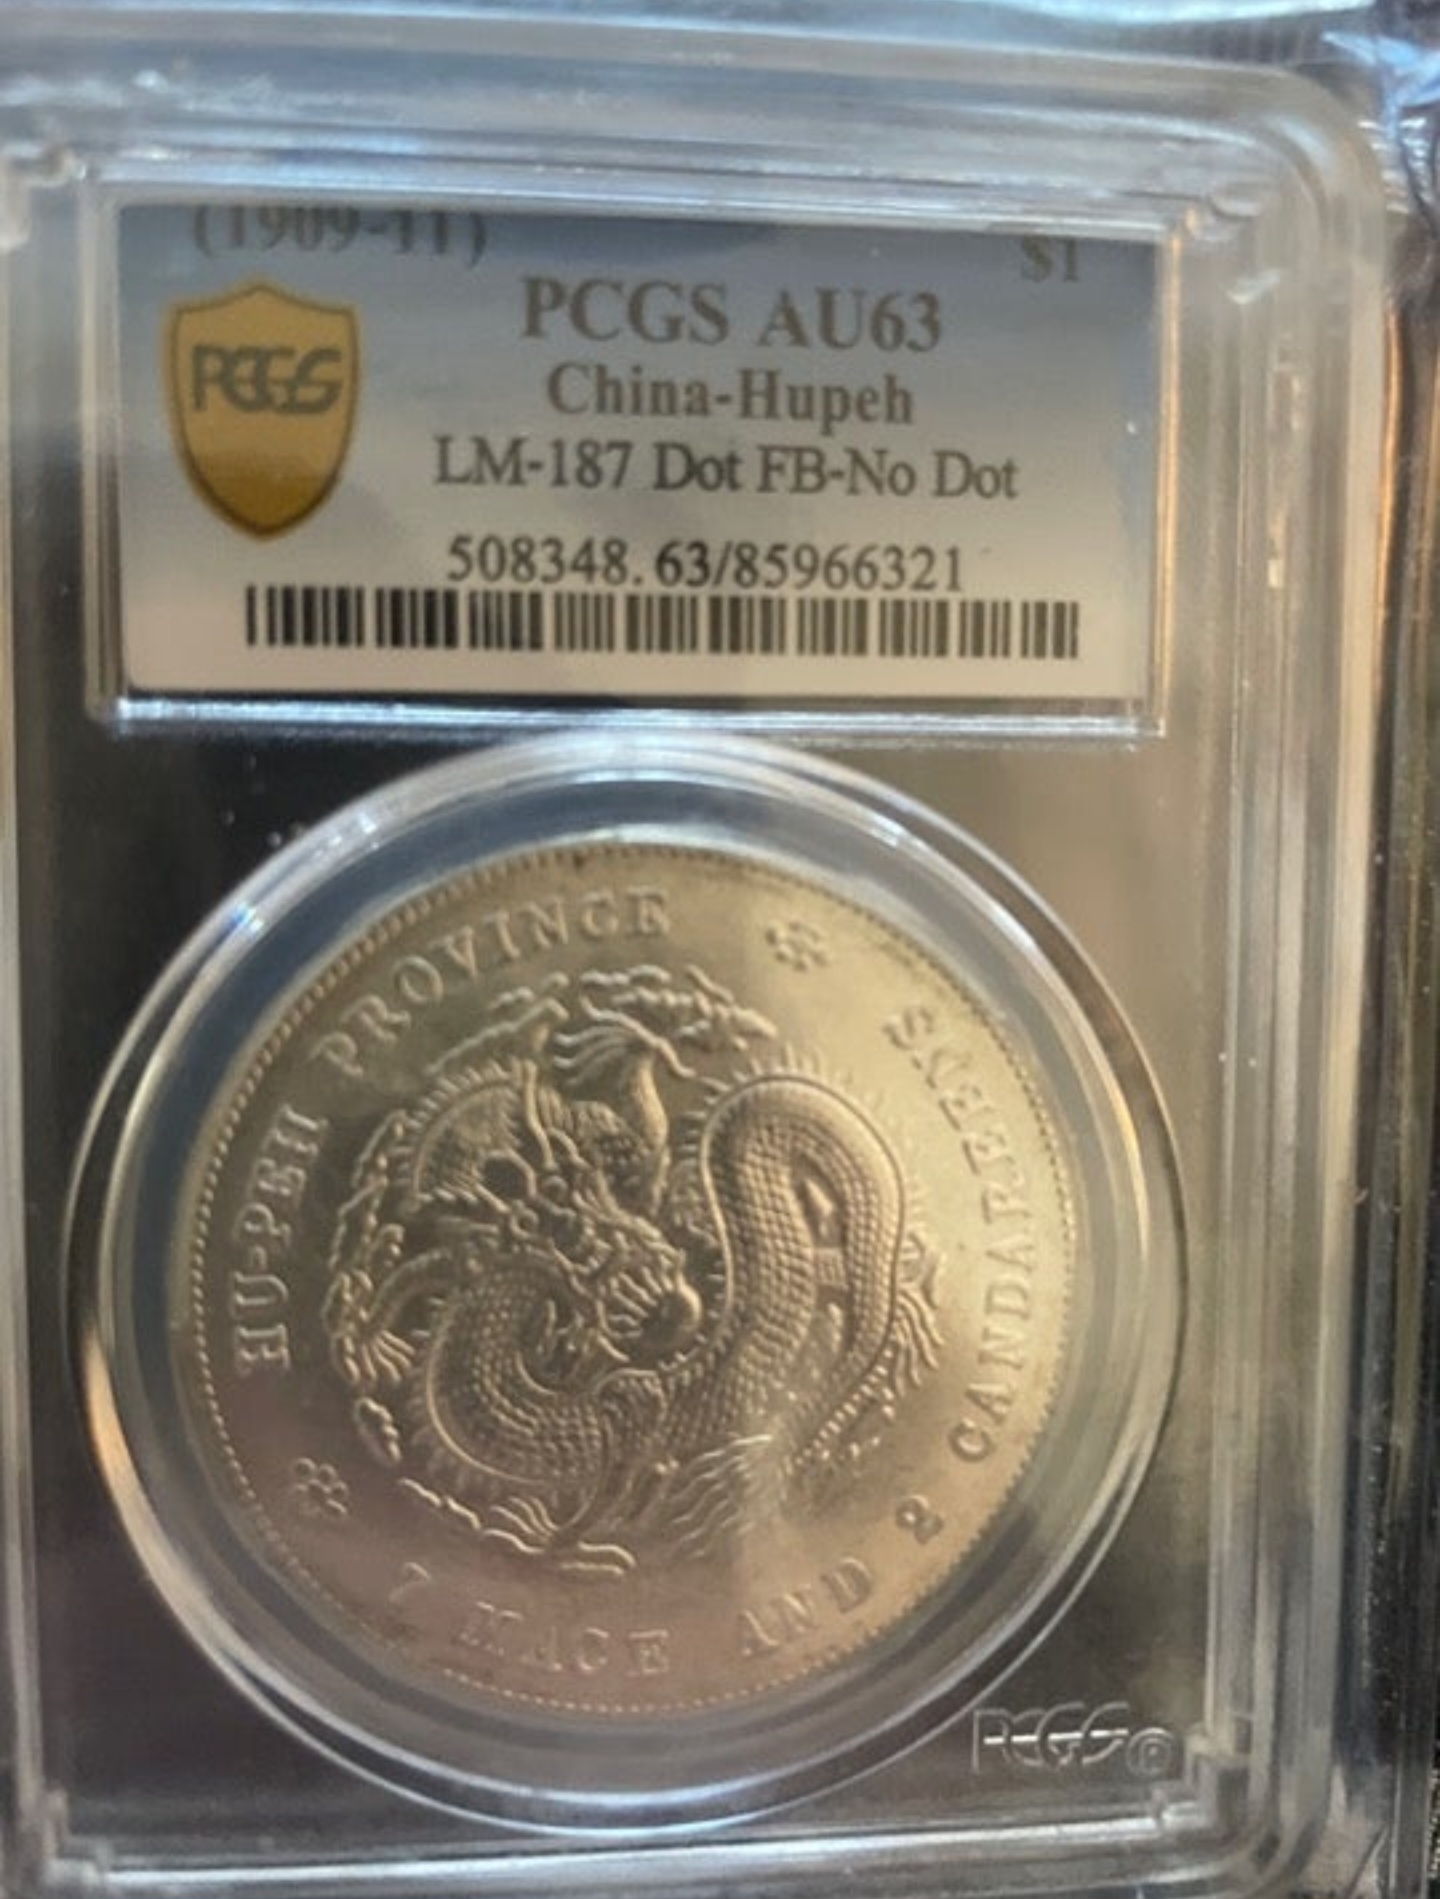 (1909-11)
$1
PCGS AU63
PCGS
China-Hupeh
LM-187 Dot FB-No Dot
508348.63/85966321
HU-PEH PROVINCE
7 MACE AND 2 CANDAREENS
PCGS